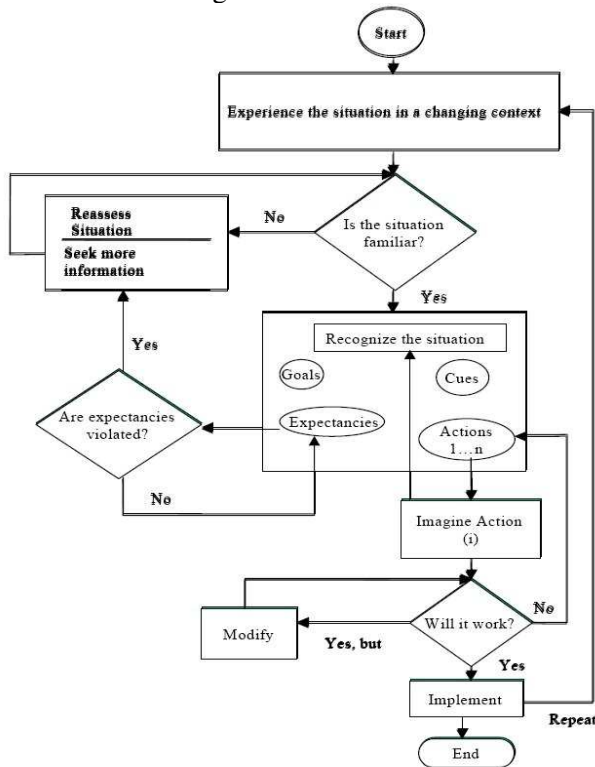 Start
Experience the situation in a changing context
Reassess
Situation
Seek more
information
No
Is the situation
familiar?
Yes
Recognize the situation
Goals
Cues
Yes
Are expectancies
violated?
Expectancies
Actions
1...n
No
Imagine Action
(i)
Modify
Yes, but
Will it work?
No
Yes
Implement
Repeat
End